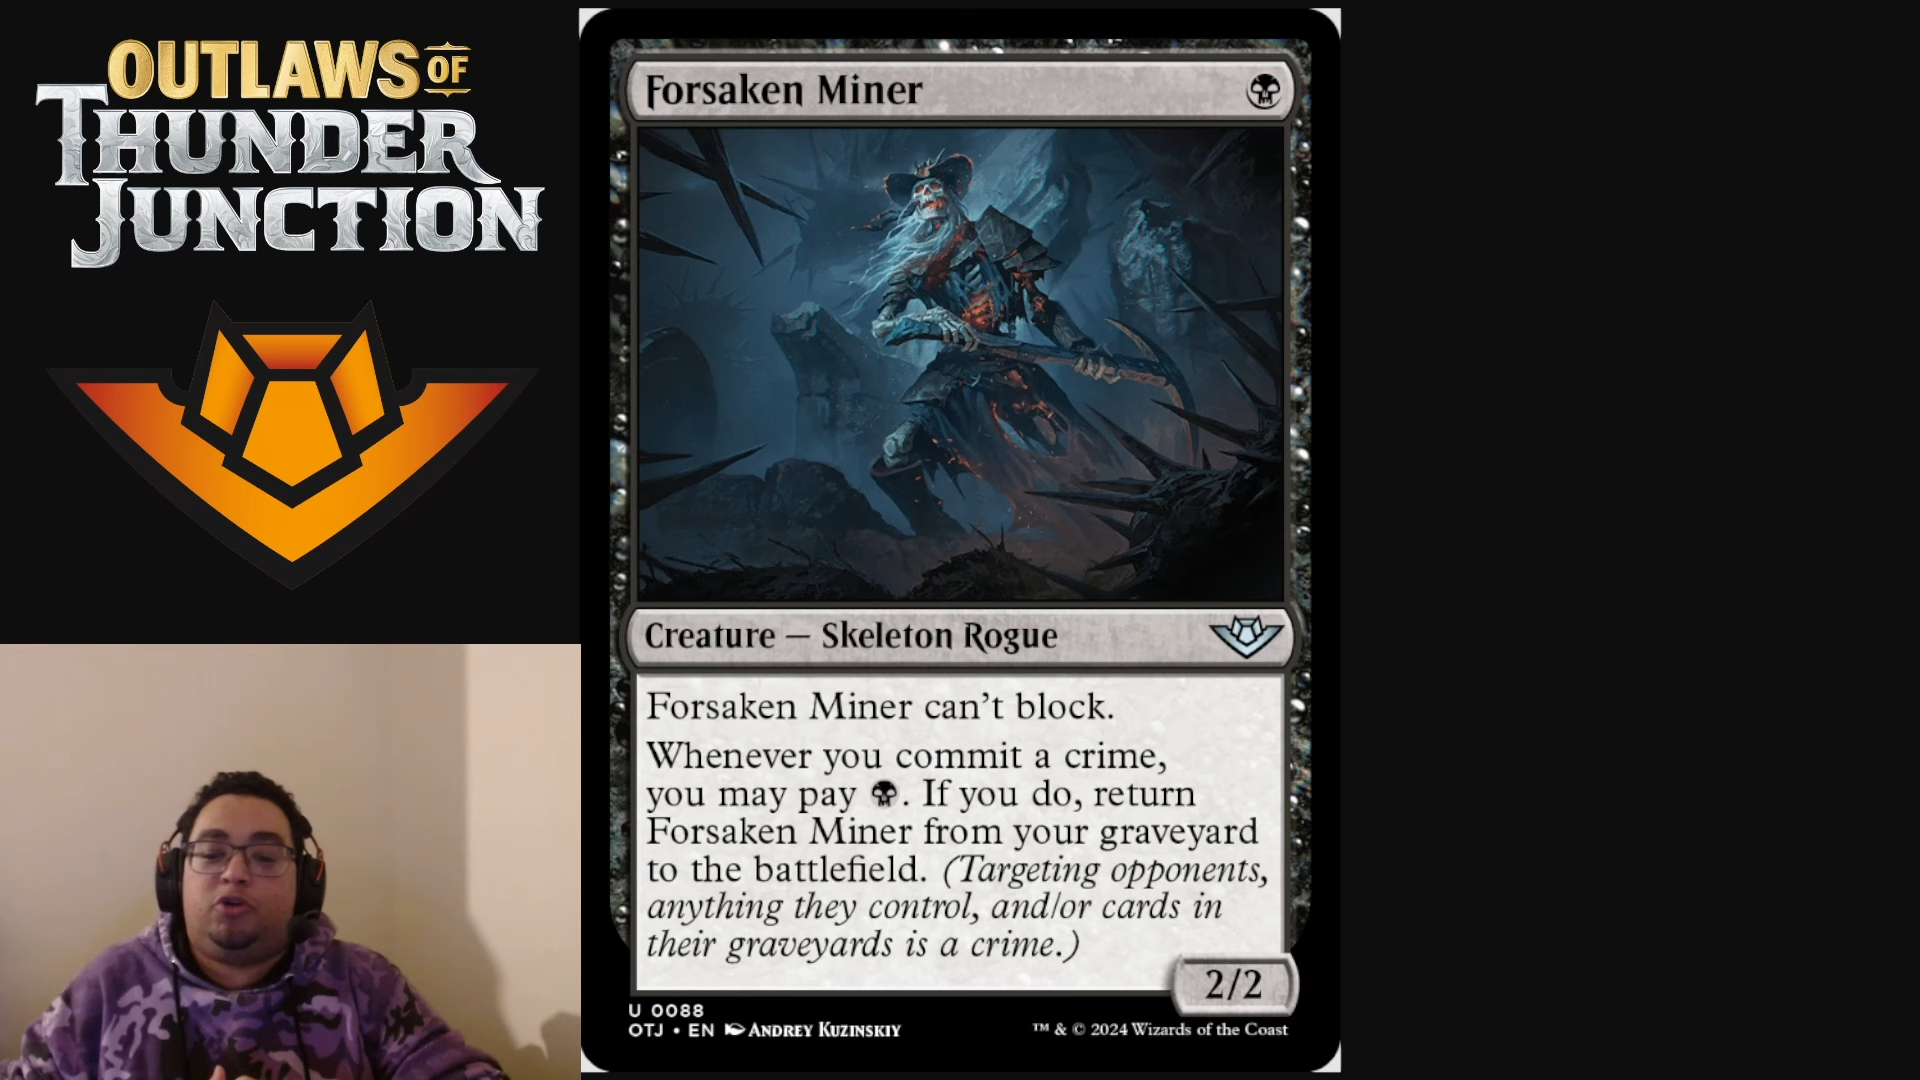 OUTLAWS OF
THUNDER
JUNCTION
Forsaken Miner
Creature — Skeleton Rogue
Forsaken Miner can't block.
Whenever you commit a crime,
you may pay . If you do, return
Forsaken Miner from your graveyard
to the battlefield. (Targeting opponents,
anything they control, and/or cards in
their graveyards is a crime.)
2/2
U 0088
OTJ • EN ANDREY KUZINSKIY
™ & © 2024 Wizards of the Coast